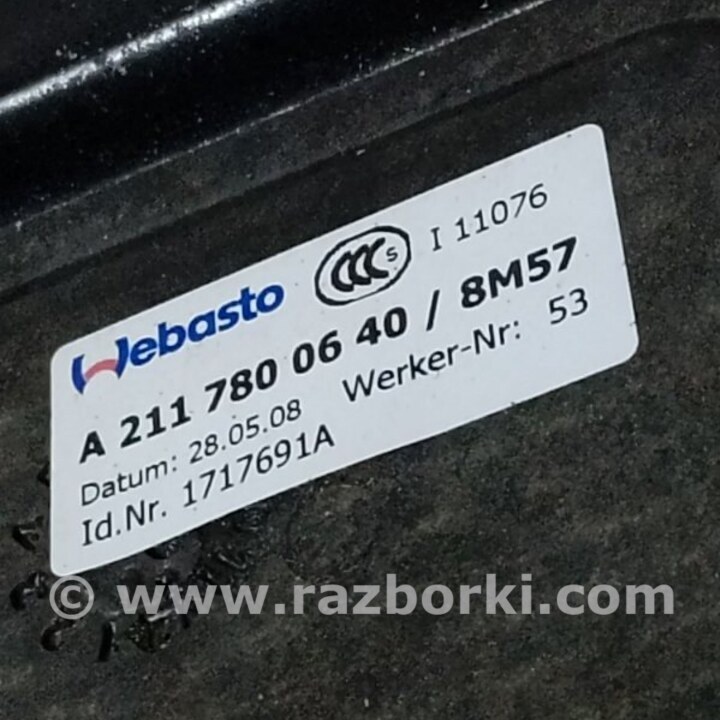 Webasto CCC S I 11076
A 211 780 06 40 / 8M57
Datum: 28.05.08 Werker-Nr: 53
Id.Nr. 1717691A
© www.razborki.com